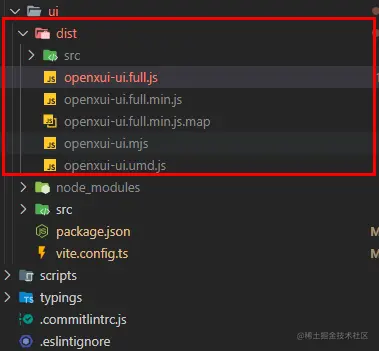 ui
dist
src
openxui-ui.full.js
openxui-ui.full.min.js
openxui-ui.full.min.js.map
openxui-ui.mjs
openxui-ui.umd.js
node_modules
src
package.json
M
vite.config.ts
M
scripts
typings
.commitlintrc.js
.eslintignore
@稀土掘金技术社区